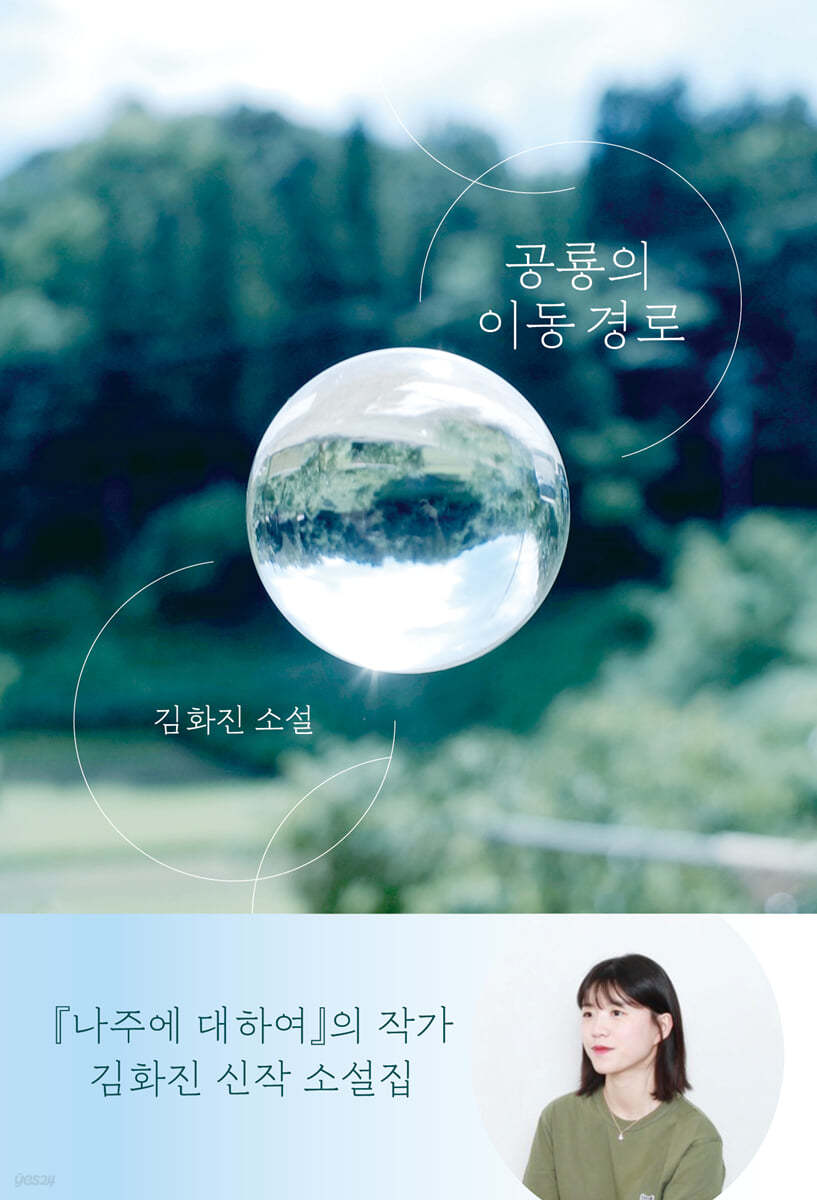 공룡의
이동 경로
김화진 소설
『나주에 대하여』의 작가
김화진 신작 소설집
yes24